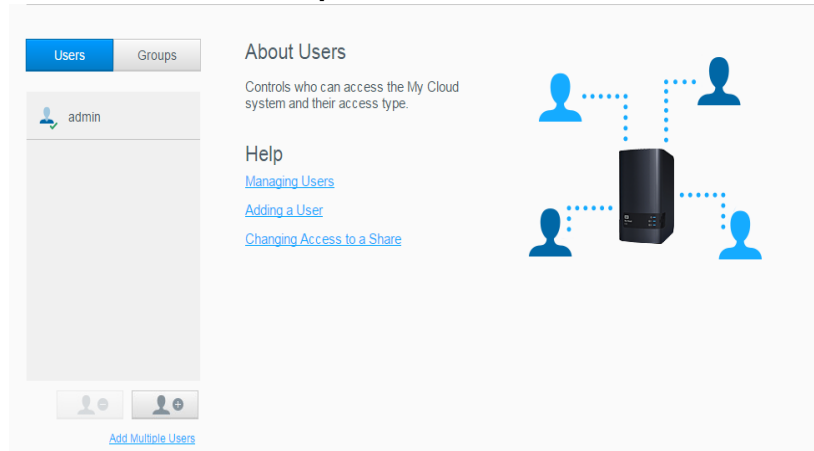 Users
Groups
admin
Add Multiple Users
About Users
Controls who can access the My Cloud
system and their access type.
Help
Managing Users
Adding a User
Changing Access to a Share